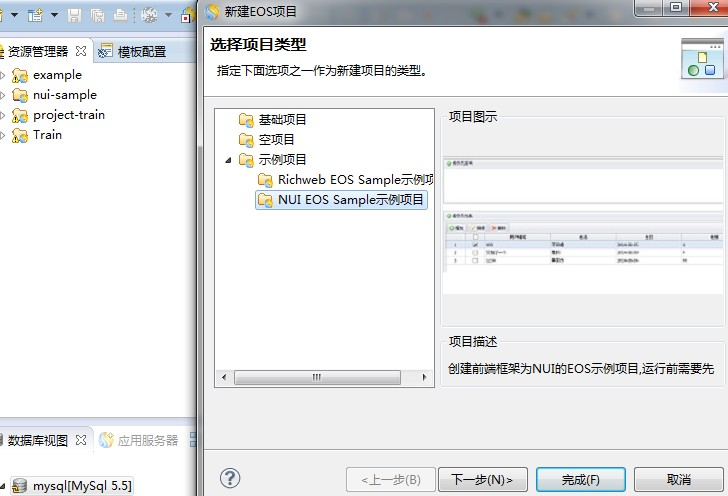 新建EOS项目
资源管理器
模板配置
example
nui-sample
project-train
Train
选择项目类型
指定下面选项之一作为新建项目的类型。
基础项目
空项目
示例项目
Richweb EOS Sample示例项
NUI EOS Sample示例项目
项目图示
项目描述
创建前端框架为NUI的EOS示例项目,运行前需要先
数据库视图
应用服务器
mysql[MySql 5.5]
<上一步(B)
下一步(N)>
完成(F)
取消